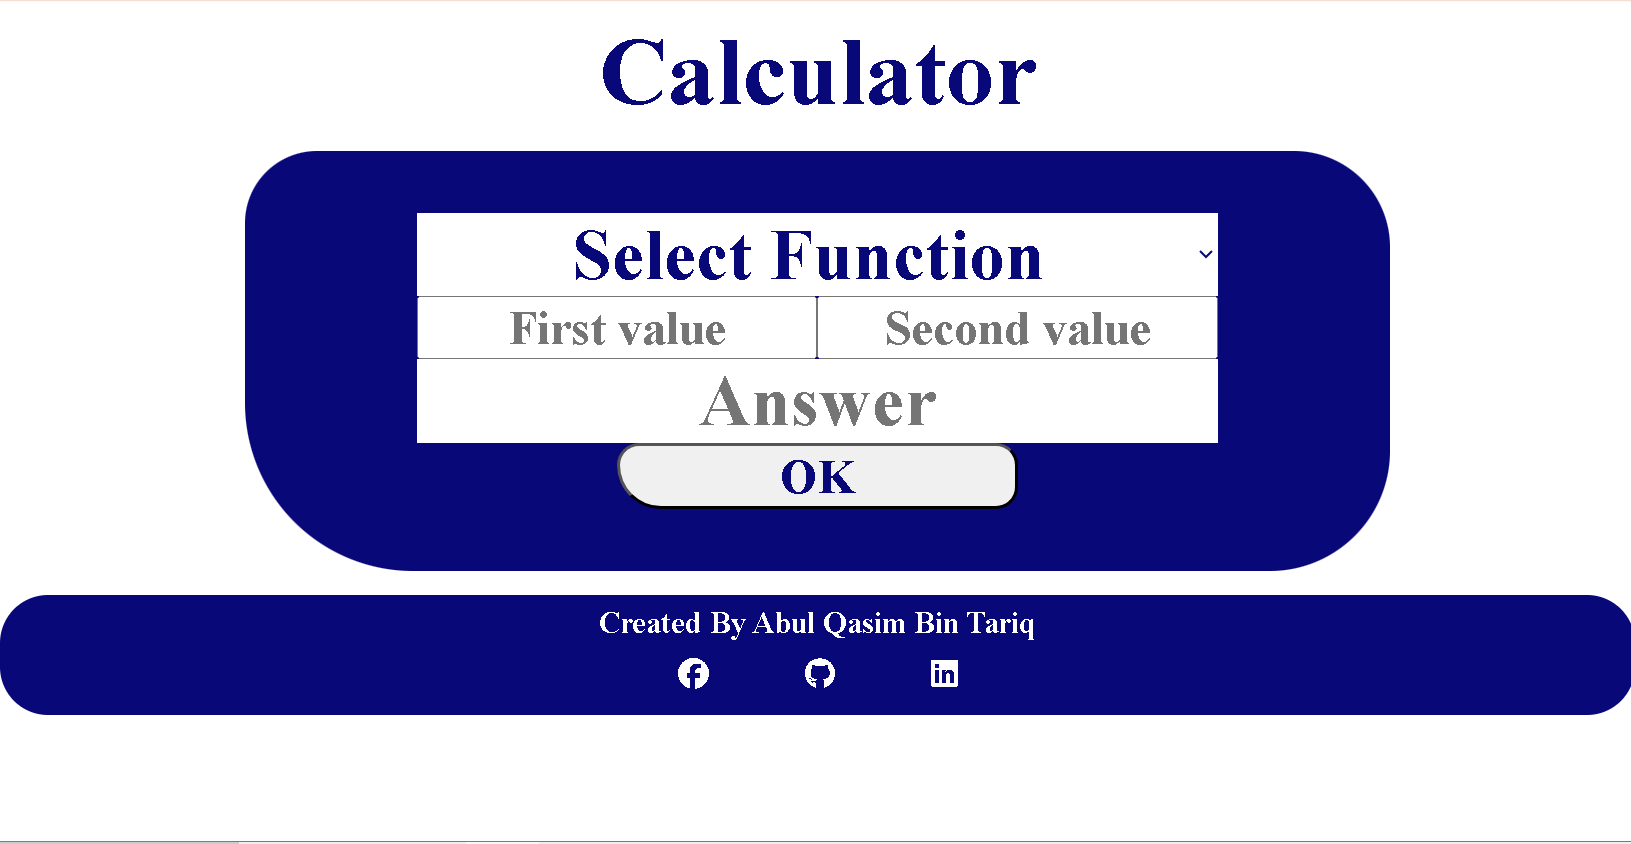 Calculator
Select Function
First value Second value
Answer
OK
Created By Abul Qasim Bin Tariq